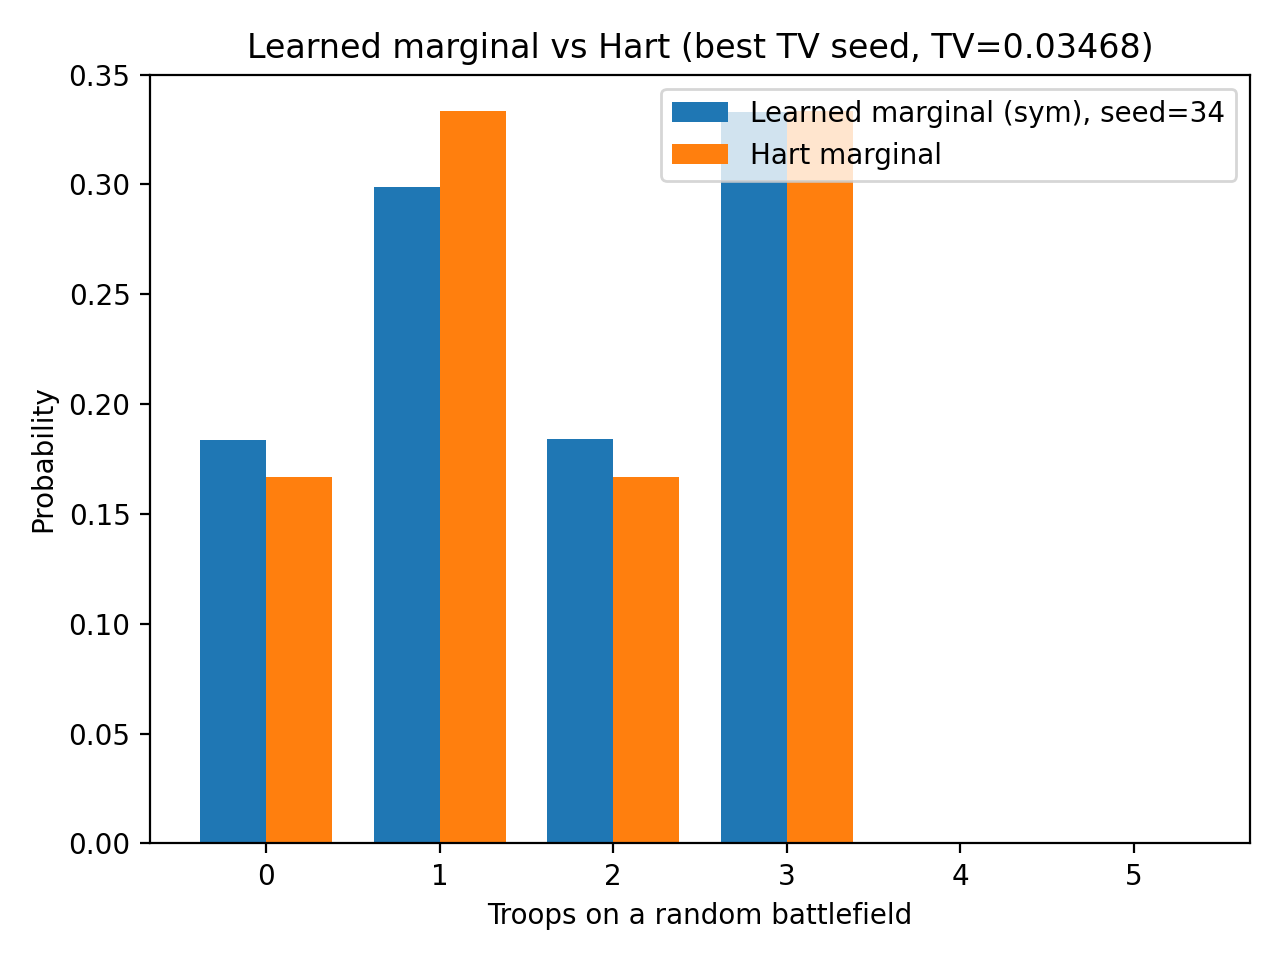 Learned marginal vs Hart (best TV seed, TV=0.03468)
Learned marginal (sym), seed=34
Hart marginal
0.35
0.30
0.25
0.20
0.15
0.10
0.05
0.00
Probability
0 1 2 3 4 5
Troops on a random battlefield